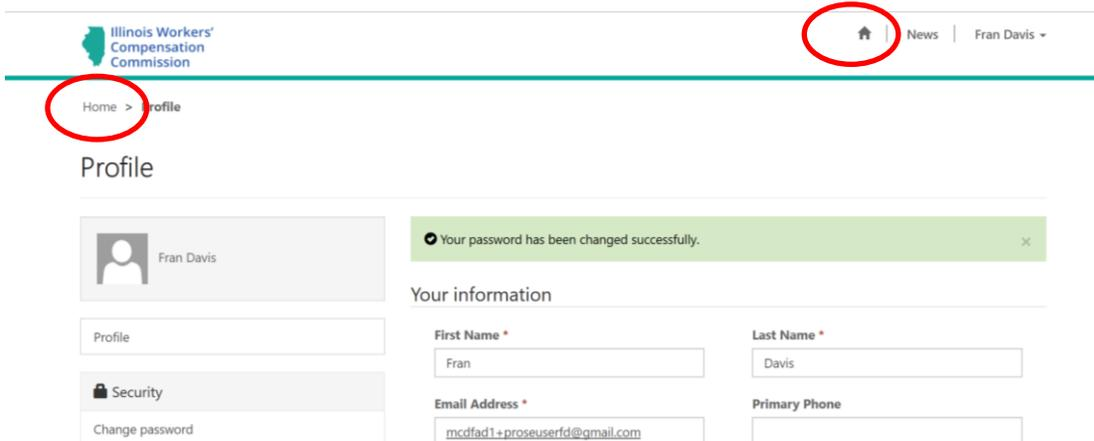 Illinois Workers'
Compensation
Commission
News
Fran Davis
Home > Profile
Profile
Fran Davis
Your password has been changed successfully.
×
Your information
Profile
First Name *
Last Name *
Fran
Davis
Security
Email Address *
Primary Phone
Change password
mcdfad1+proseuserfd@gmail.com